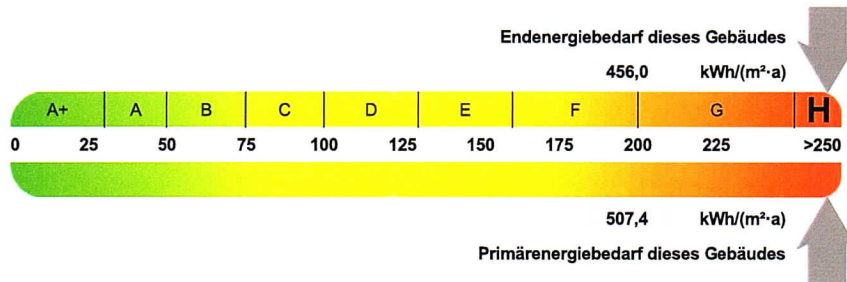 Endenergiebedarf dieses Gebäudes
456,0 kWh/(m²·a)
A+ A B C D E F G H
0 25 50 75 100 125 150 175 200 225 >250
507,4 kWh/(m²·a)
Primärenergiebedarf dieses Gebäudes